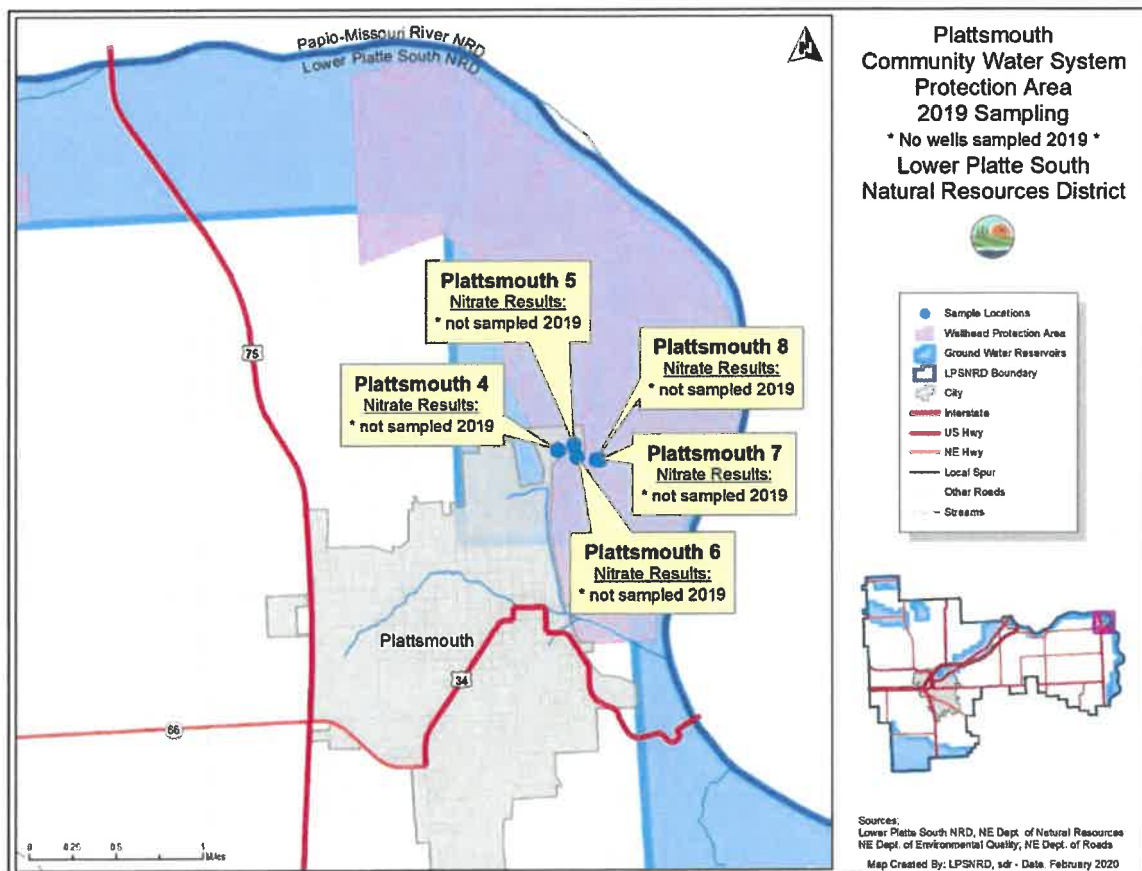 Papio-Missouri River NRD
Lower Platte South NRD
N
75
Plattsmouth 5
Nitrate Results:
* not sampled 2019
Plattsmouth 8
Nitrate Results:
* not sampled 2019
Plattsmouth 4
Nitrate Results:
* not sampled 2019
Plattsmouth 7
Nitrate Results:
* not sampled 2019
Plattsmouth 6
Nitrate Results:
* not sampled 2019
Plattsmouth
34
66
0 0.25 0.5 1
Miles
Plattsmouth
Community Water System
Protection Area
2019 Sampling
* No wells sampled 2019 *
Lower Platte South
Natural Resources District
Sample Locations
Wellhead Protection Area
Ground Water Reservoirs
LPSNRD Boundary
City
Interstate
US Hwy
NE Hwy
Local Spur
Other Roads
Streams
Sources:
Lower Platte South NRD, NE Dept of Natural Resources
NE Dept. of Environmental Quality; NE Dept. of Roads
Map Created By: LPSNRD, sdr - Date: February 2020